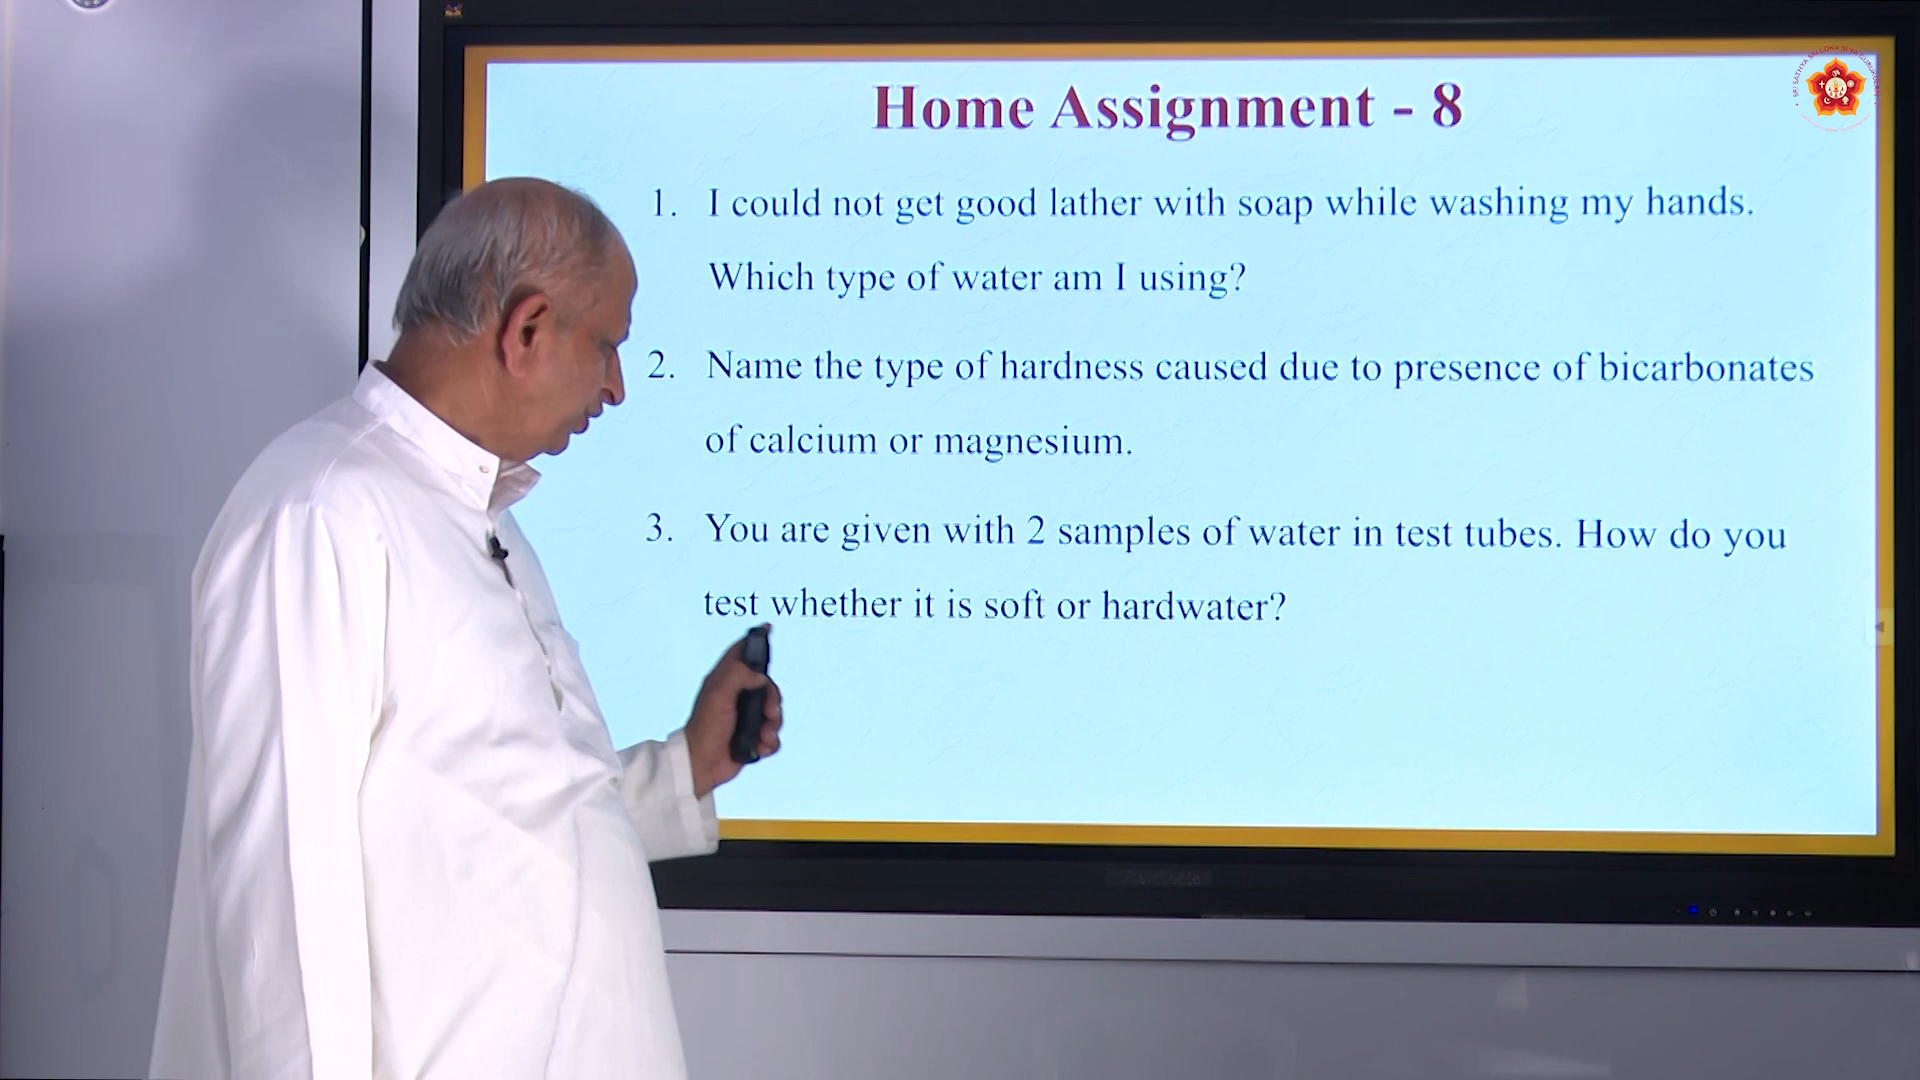 Home Assignment - 8
1. I could not get good lather with soap while washing my hands.
Which type of water am I using?
2. Name the type of hardness caused due to presence of bicarbonates
of calcium or magnesium.
3. You are given with 2 samples of water in test tubes. How do you
test whether it is soft or hardwater?